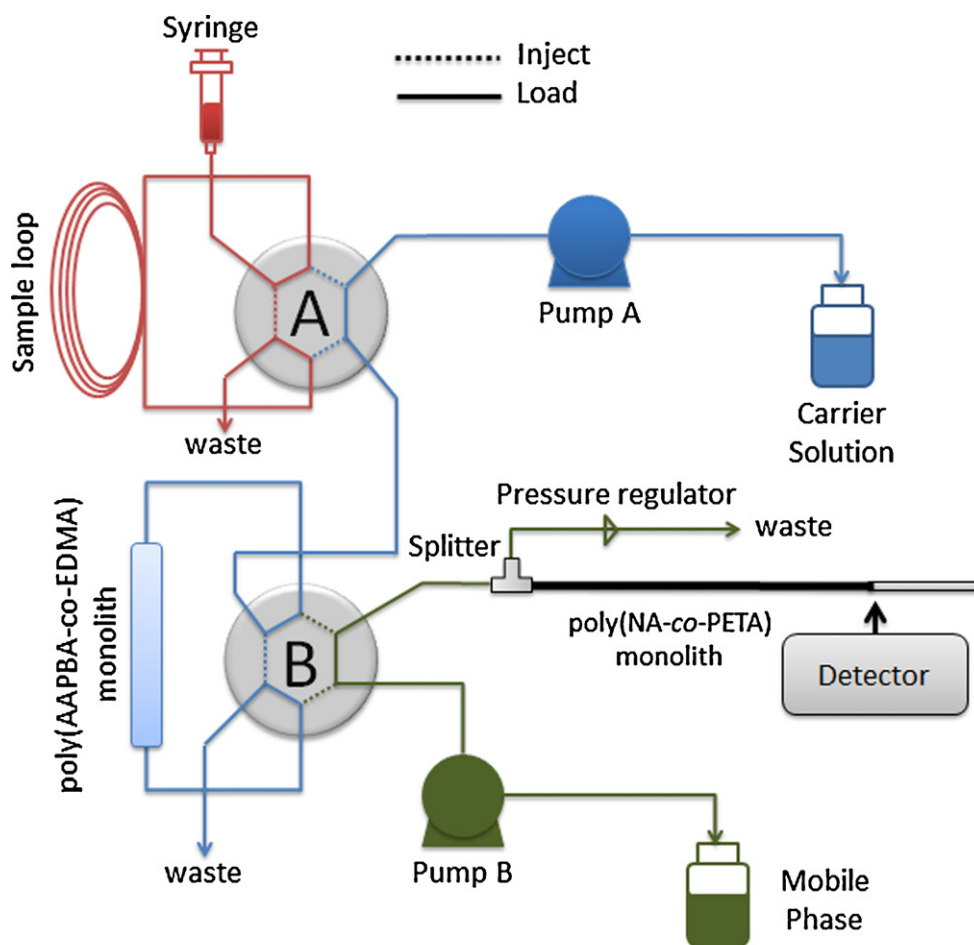 Syringe
Inject
Load
Sample loop
A
Pump A
Carrier
Solution
waste
Pressure regulator
waste
Splitter
poly(AAPBA-co-EDMA)
monolith
B
poly(NA-co-PETA)
monolith
Detector
Pump B
waste
Mobile
Phase